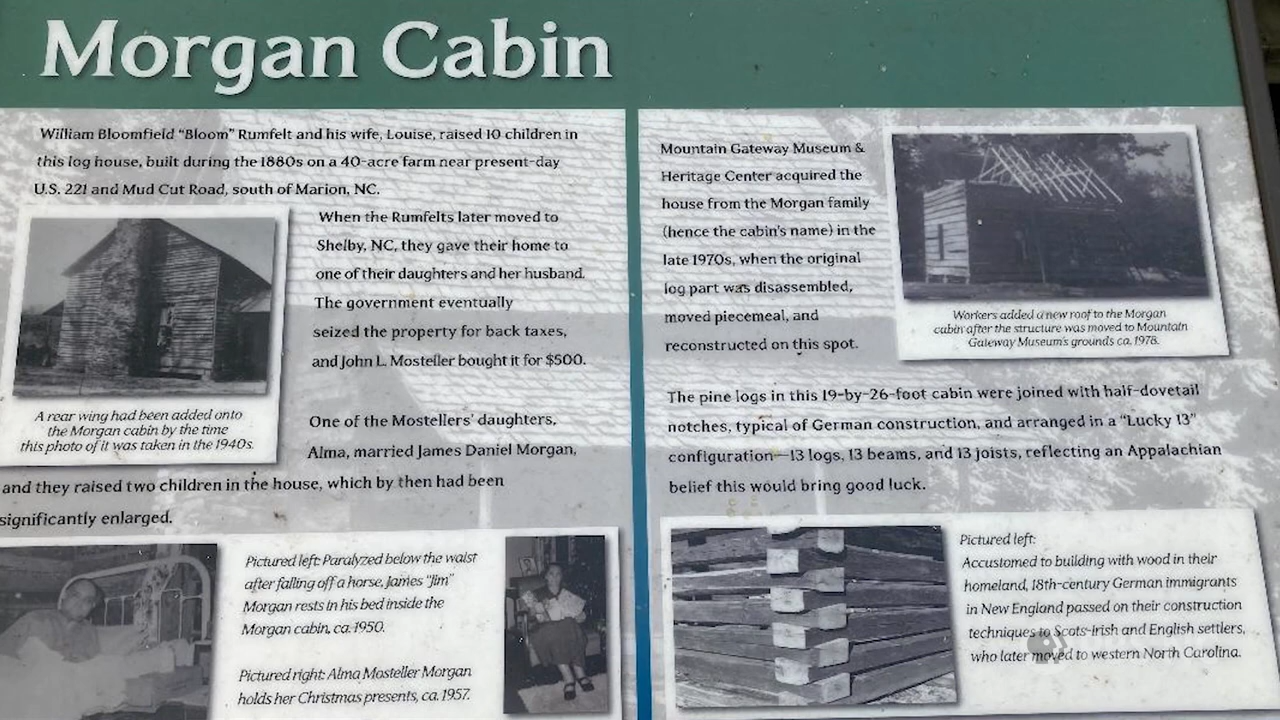 Morgan Cabin
William Bloomfield "Bloom" Rumfelt and his wife, Louise, raised 10 children in
this log house, built during the 1880s on a 40-acre farm near present-day
U.S. 221 and Mud Cut Road, south of Marion, NC.
When the Rumfelts later moved to
Shelby, NC, they gave their home to
one of their daughters and her husband.
The government eventually
seized the property for back taxes,
and John L. Mosteller bought it for $500.
A rear wing had been added onto
the Morgan cabin by the time
this photo of it was taken in the 1940s.
One of the Mostellers' daughters,
Alma, married James Daniel Morgan,
and they raised two children in the house, which by then had been
significantly enlarged.
Pictured left: Paralyzed below the waist
after falling off a horse, James "Jim"
Morgan rests in his bed inside the
Morgan cabin, ca. 1950.
Pictured right: Alma Mosteller Morgan
holds her Christmas presents, ca. 1957.
Mountain Gateway Museum &
Heritage Center acquired the
house from the Morgan family
(hence the cabin's name) in the
late 1970s, when the original
log part was disassembled,
moved piecemeal, and
reconstructed on this spot.
Workers added a new roof to the Morgan
cabin after the structure was moved to Mountain
Gateway Museum's grounds ca. 1978.
The pine logs in this 19-by-26-foot cabin were joined with half-dovetail
notches, typical of German construction, and arranged in a "Lucky 13"
configuration—13 logs, 13 beams, and 13 joists, reflecting an Appalachian
belief this would bring good luck.
Pictured left:
Accustomed to building with wood in their
homeland, 18th-century German immigrants
in New England passed on their construction
techniques to Scots-Irish and English settlers,
who later moved to western North Carolina.